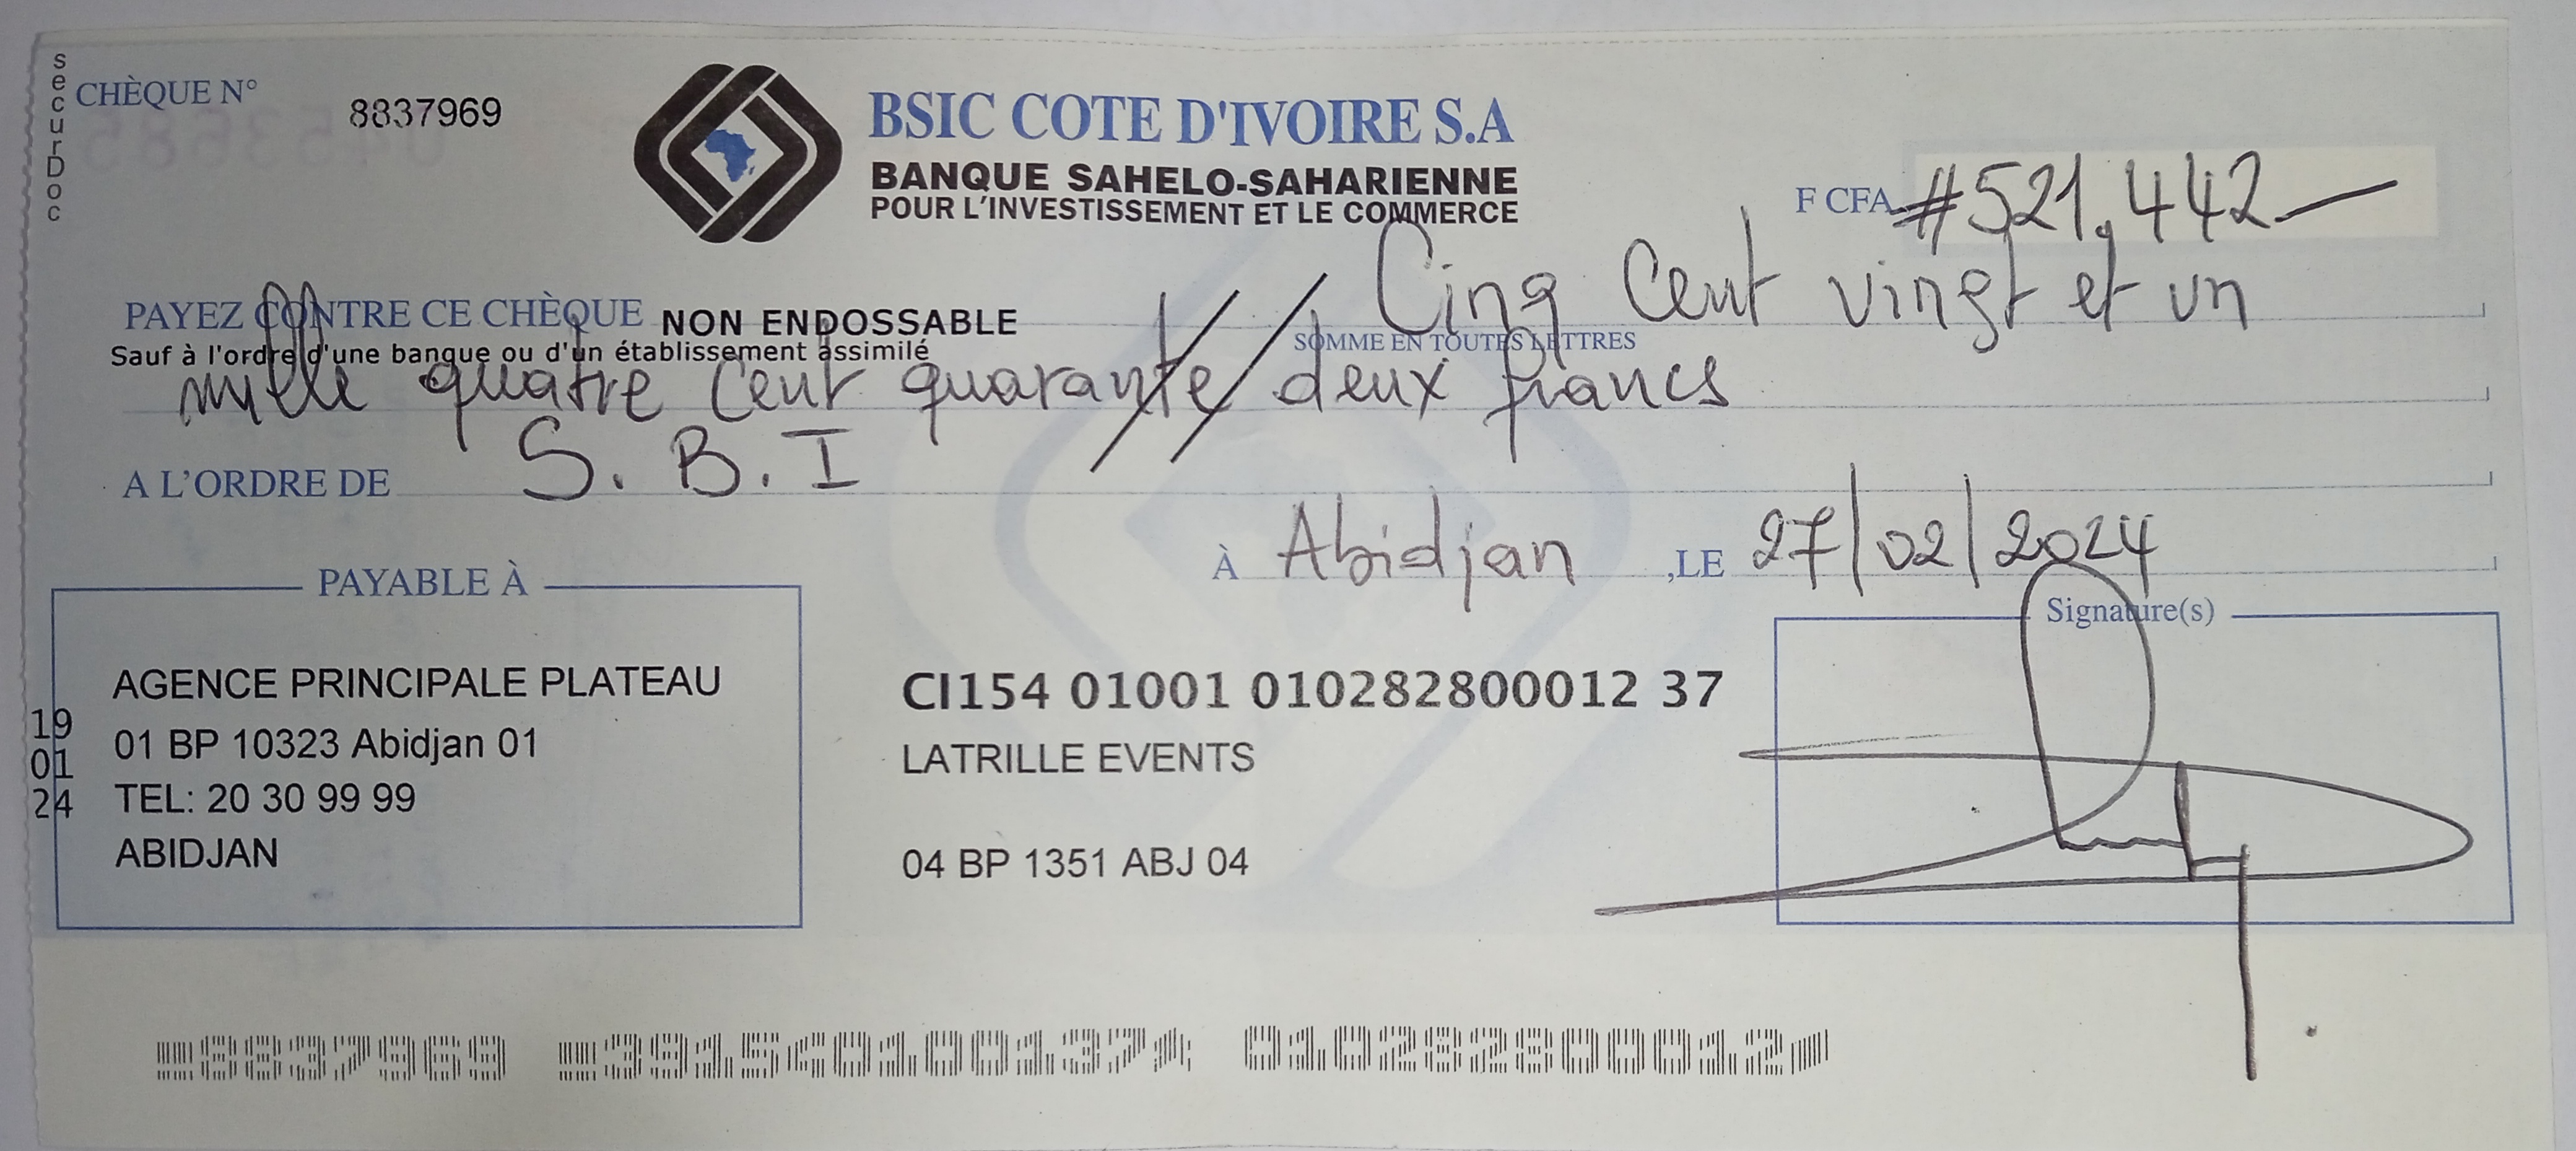 securDoc
CHÈQUE N° 8837969
BSIC COTE D'IVOIRE S.A
BANQUE SAHELO-SAHARIENNE
POUR L'INVESTISSEMENT ET LE COMMERCE
F CFA #521.442—
PAYEZ CONTRE CE CHÈQUE NON ENDOSSABLE Cinq Cent vingt et un
Sauf à l'ordre d'une banque ou d'un établissement assimilé
SOMME EN TOUTES LETTRES
mille quatre Cent quarante deux francs
A L'ORDRE DE S. B. I
À Abidjan ,LE 27/02/2024
PAYABLE À
Signature(s)
AGENCE PRINCIPALE PLATEAU
01 BP 10323 Abidjan 01
TEL: 20 30 99 99
ABIDJAN
19
01
24
CI154 01001 010282800012 37
LATRILLE EVENTS
04 BP 1351 ABJ 04
8837969 3915401001374 010282800012